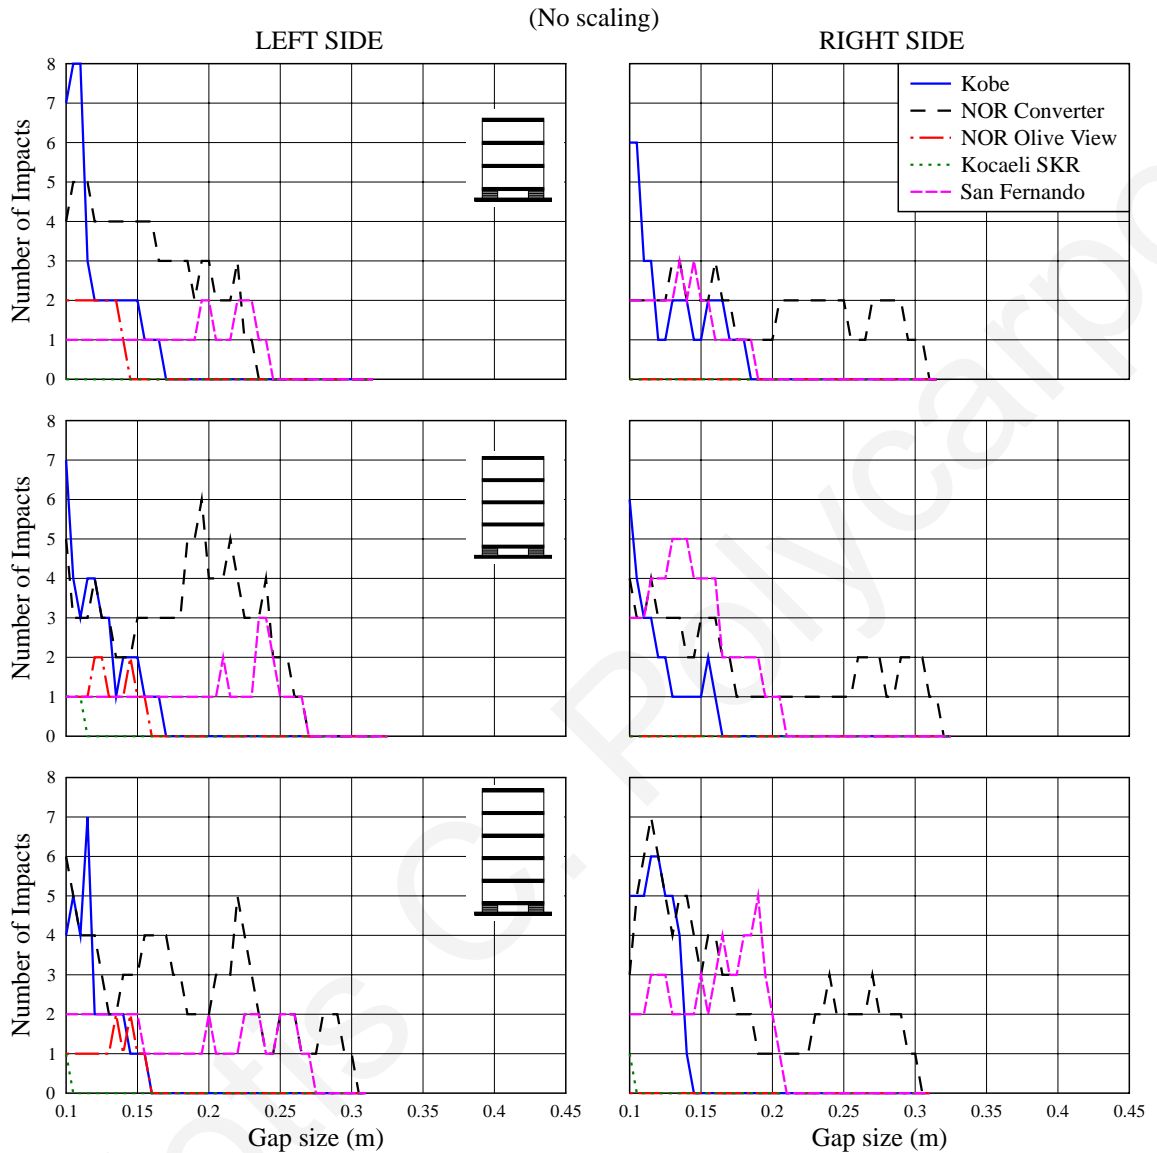 (No scaling)
LEFT SIDE
RIGHT SIDE
Number of Impacts
8
7
6
5
4
3
2
1
0
Kobe
NOR Converter
NOR Olive View
Kocaeli SKR
San Fernando
Number of Impacts
8
7
6
5
4
3
2
1
0
Number of Impacts
8
7
6
5
4
3
2
1
0
0.1 0.15 0.2 0.25 0.3 0.35 0.4 0.45
Gap size (m)
0.1 0.15 0.2 0.25 0.3 0.35 0.4 0.45
Gap size (m)
otis C. Polycarpo